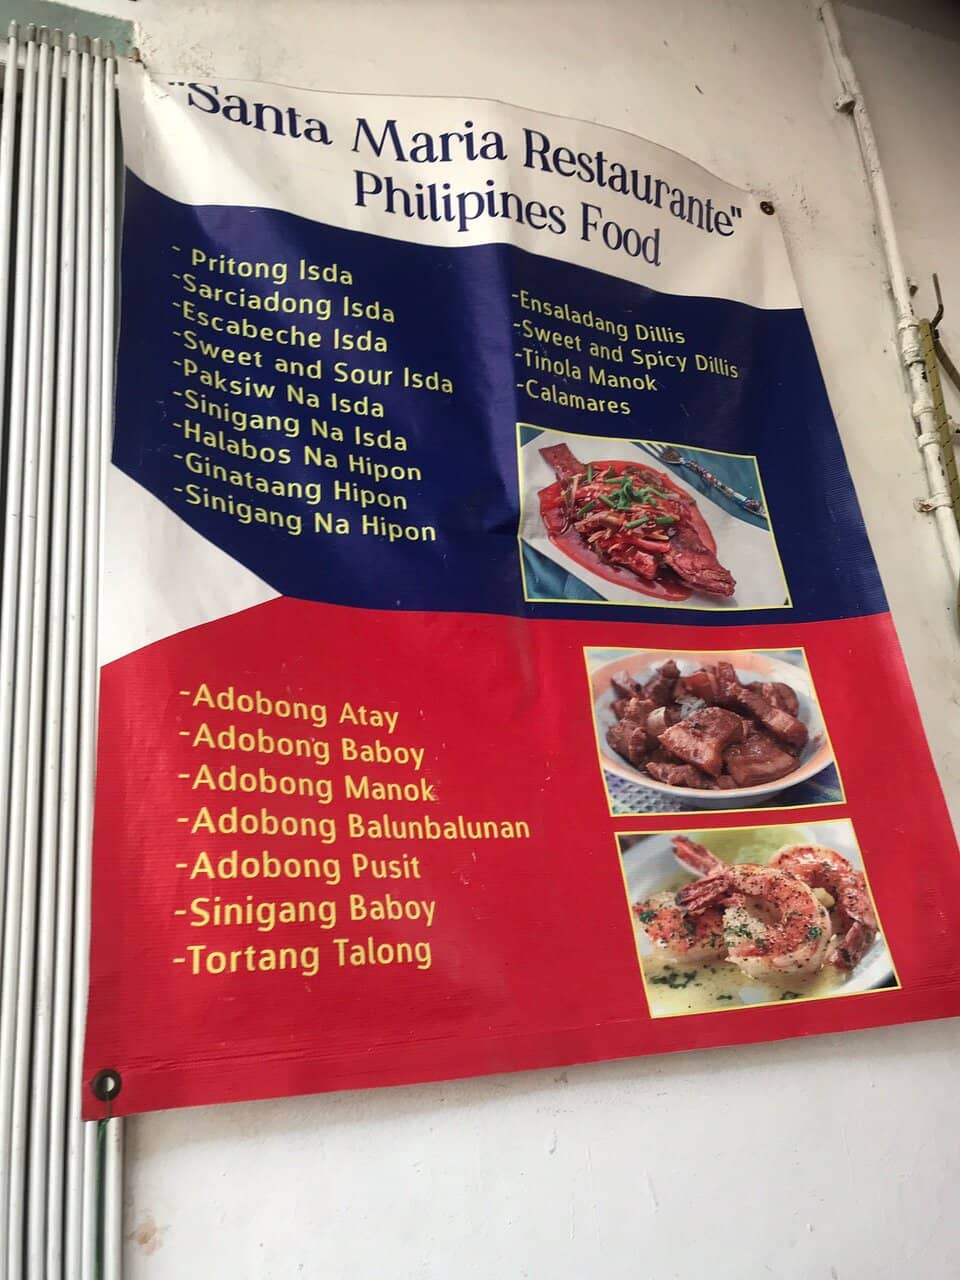 "Santa Maria Restaurante"
Philipines Food
- Pritong Isda
-Sarciadong Isda
-Escabeche Isda
-Sweet and Sour Isda
-Paksiw Na Isda
-Sinigang Na Isda
-Halabos Na Hipon
-Ginataang Hipon
-Sinigang Na Hipon
-Ensaladang Dillis
-Sweet and Spicy Dillis
-Tinola Manok
-Calamares
-Adobong Atay
-Adobong Baboy
-Adobong Manok
-Adobong Balunbalunan
-Adobong Pusit
-Sinigang Baboy
-Tortang Talong